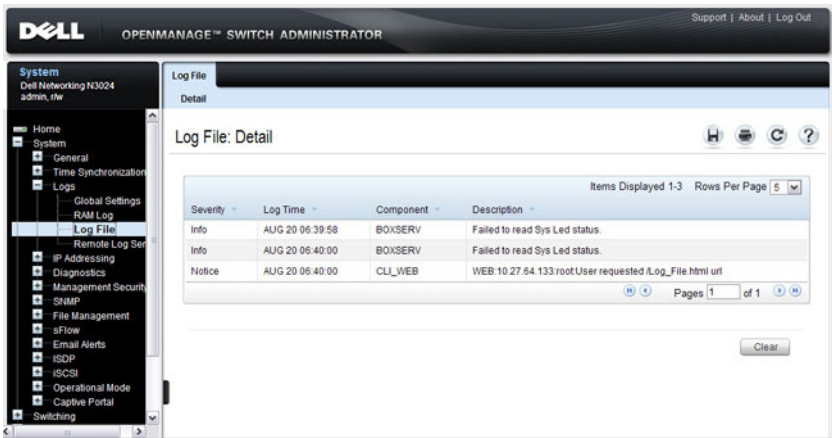 Support | About | Log Out
DELL OPENMANAGE™ SWITCH ADMINISTRATOR
System
Dell Networking N3024
admin, r/w
Home
System
General
Time Synchronization
Logs
Global Settings
RAM Log
Log File
Remote Log Ser
IP Addressing
Diagnostics
Management Security
SNMP
File Management
sFlow
Email Alerts
ISDP
iSCSI
Operational Mode
Captive Portal
Switching
Log File
Detail
Log File: Detail
Items Displayed 1-3 Rows Per Page 5
Severity Log Time Component Description
Info AUG 20 06:39:58 BOXSERV Failed to read Sys Led status.
Info AUG 20 06:40:00 BOXSERV Failed to read Sys Led status.
Notice AUG 20 06:40:00 CLI_WEB WEB:10.27.64.133:root:User requested /Log_File.html url
Pages 1 of 1
Clear